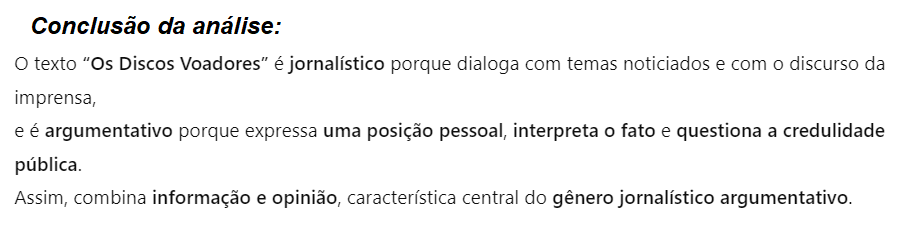 Conclusão da análise:
O texto “Os Discos Voadores” é jornalístico porque dialoga com temas noticiados e com o discurso da
imprensa,
e é argumentativo porque expressa uma posição pessoal, interpreta o fato e questiona a credulidade
pública.
Assim, combina informação e opinião, característica central do gênero jornalístico argumentativo.